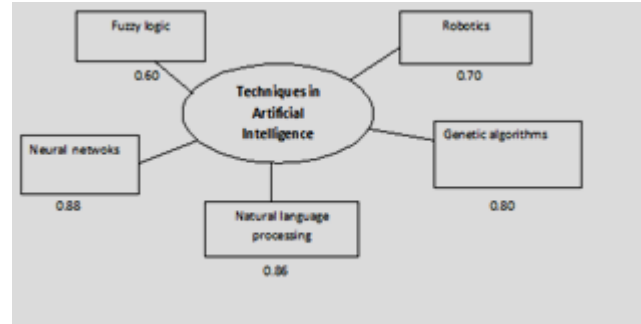 Fuzzy logic
0.60
Robotics
0.70
Techniques in
Artificial
Intelligence
Neural netwoks
0.88
Genetic algorithms
0.80
Natural language
processing
0.86